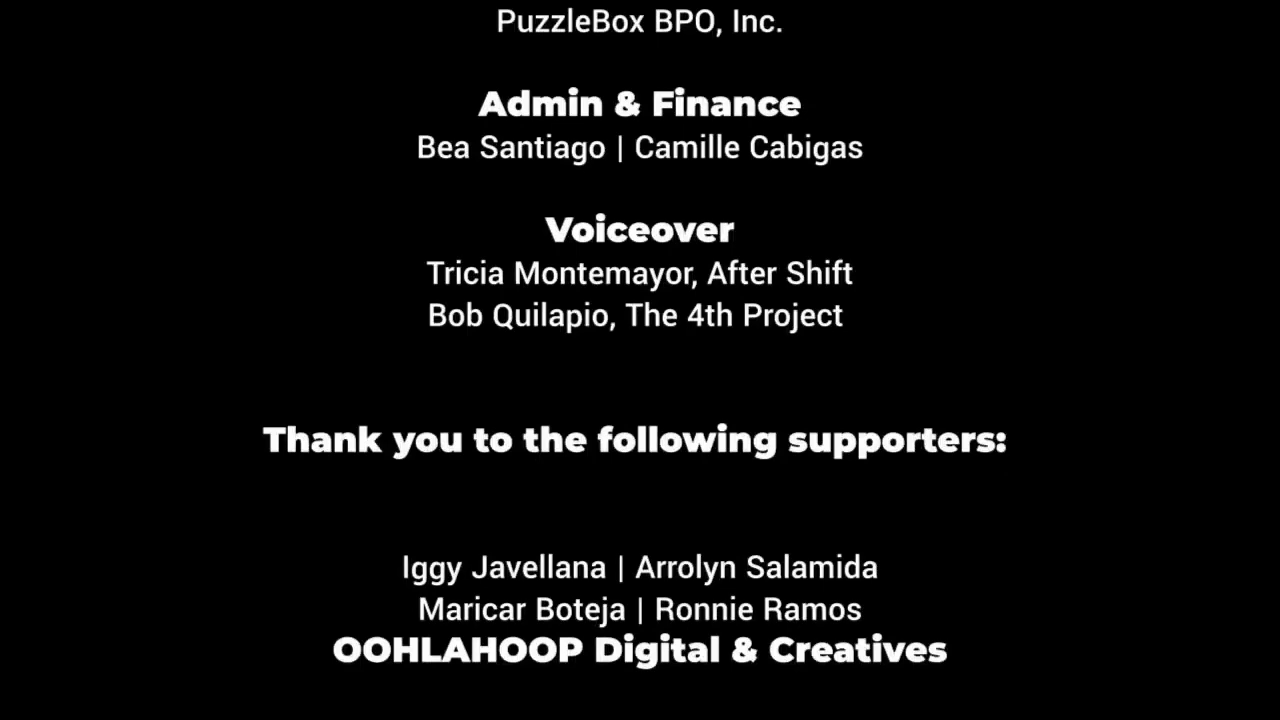 PuzzleBox BPO, Inc.
Admin & Finance
Bea Santiago | Camille Cabigas
Voiceover
Tricia Montemayor, After Shift
Bob Quilapio, The 4th Project
Thank you to the following supporters:
Iggy Javellana | Arrolyn Salamida
Maricar Boteja | Ronnie Ramos
OOHLAHOOP Digital & Creatives